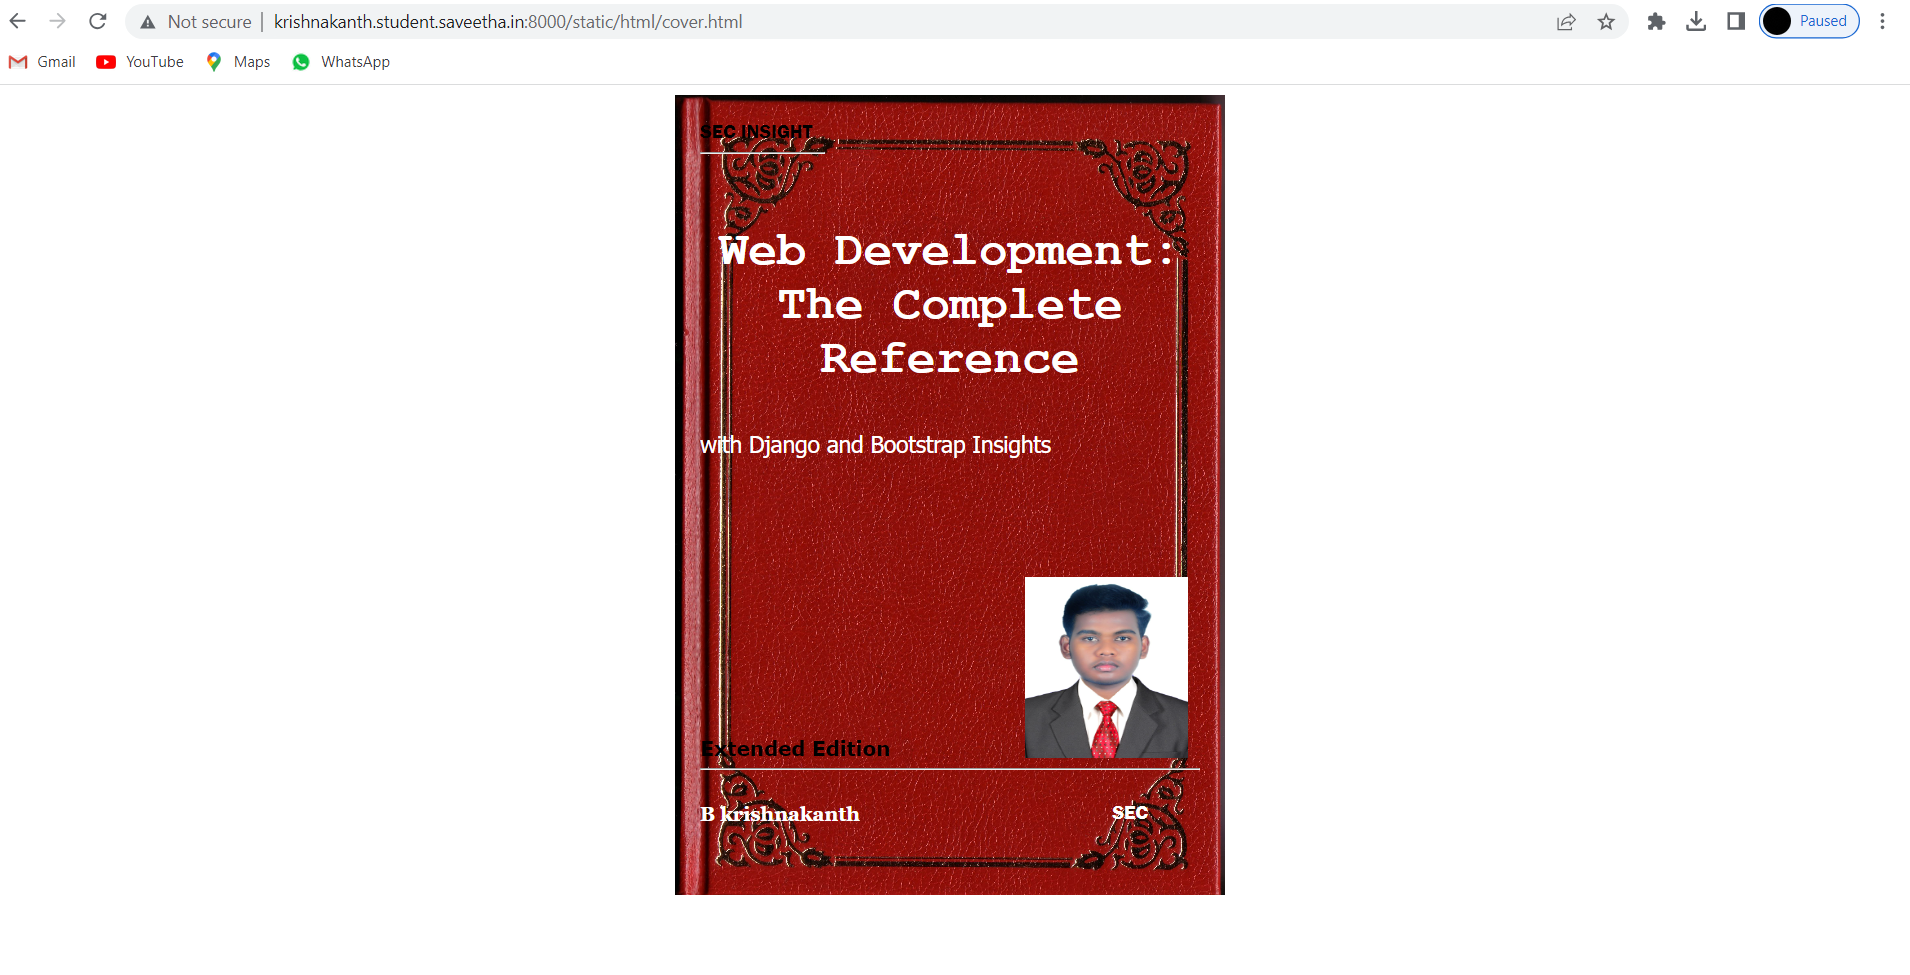 Not secure | krishnakanth.student.saveetha.in:8000/static/html/cover.html
Paused
Gmail YouTube Maps WhatsApp
SEC INSIGHT
Web Development:
The Complete
Reference
with Django and Bootstrap Insights
Extended Edition
B krishnakanth SEC